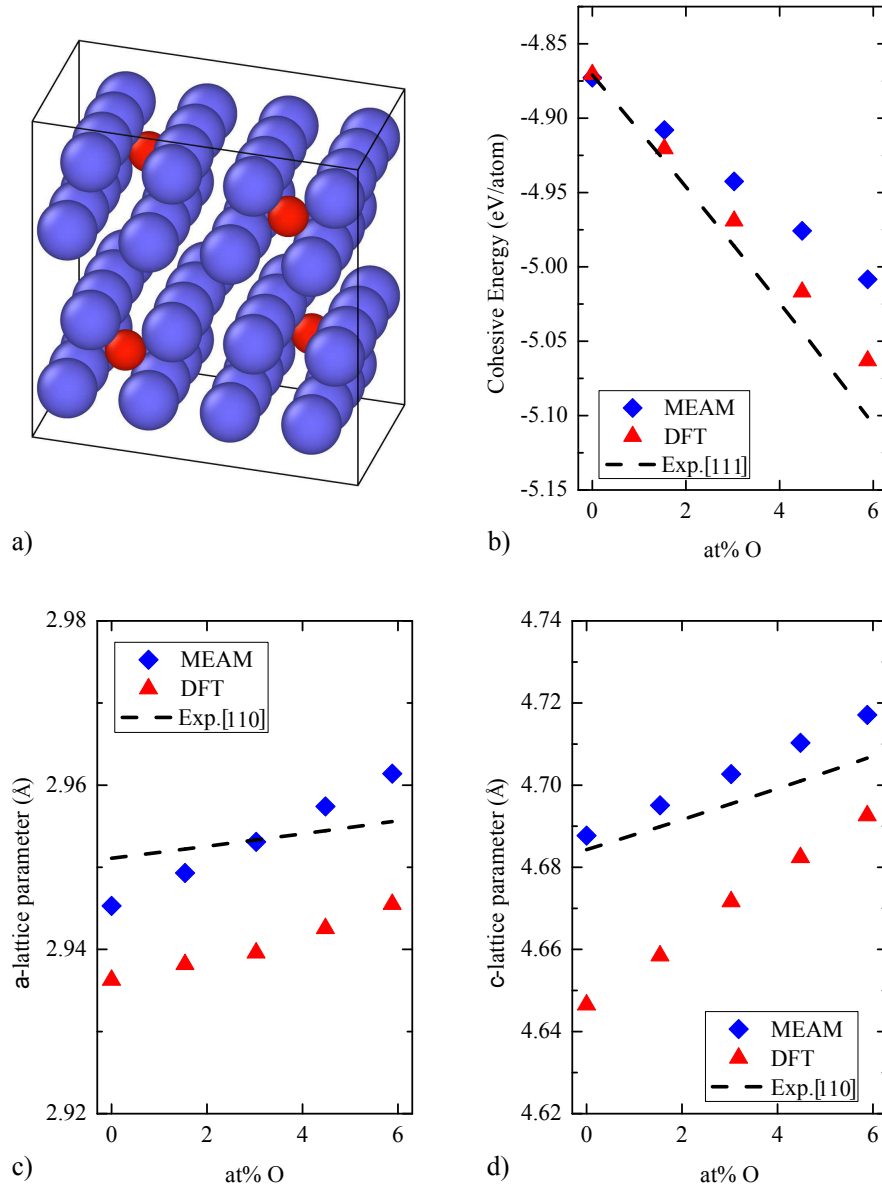 a)
-4.85
-4.90
-4.95
-5.00
-5.05
-5.10
-5.15
Cohesive Energy (eV/atom)
MEAM
DFT
Exp.[111]
0 2 4 6
at% O
b)
2.98
2.96
2.94
2.92
a-lattice parameter (Å)
MEAM
DFT
Exp.[110]
0 2 4 6
at% O
c)
4.74
4.72
4.70
4.68
4.66
4.64
4.62
c-lattice parameter (Å)
MEAM
DFT
Exp.[110]
0 2 4 6
at% O
d)